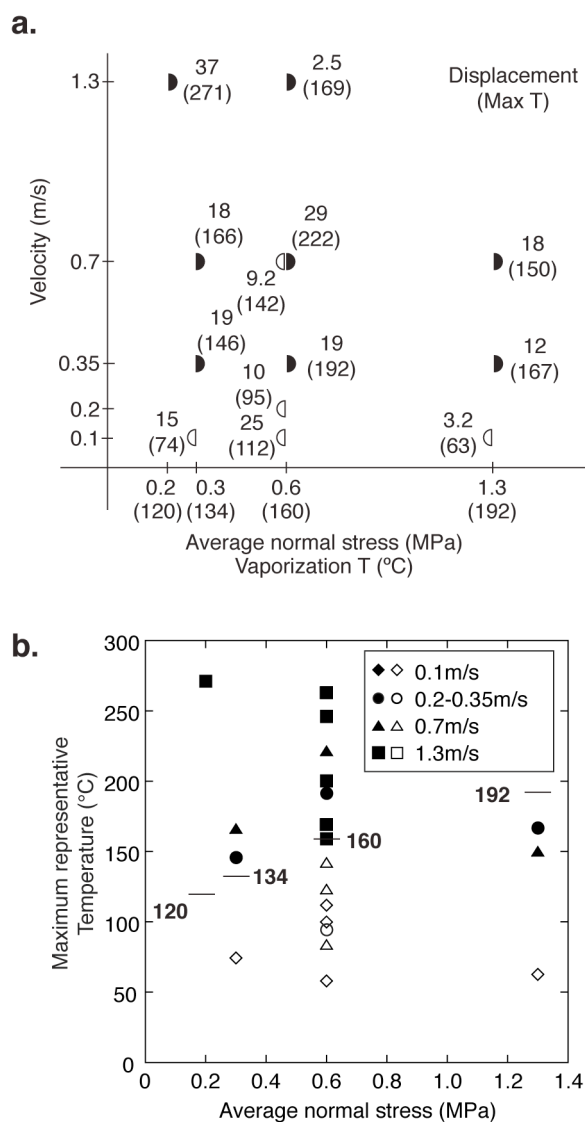 a.
37
(271)
2.5
(169)
Displacement
(Max T)
1.3
Velocity (m/s)
18
(166)
29
(222)
18
(150)
0.7
9.2
(142)
19
(146)
19
(192)
12
(167)
0.35
10
(95)
0.2
15
(74)
25
(112)
3.2
(63)
0.1
0.2 0.3 0.6 1.3
(120) (134) (160) (192)
Average normal stress (MPa)
Vaporization T (ºC)
b.
300
250
200
150
100
50
0
Maximum representative
Temperature (°C)
0.1m/s
0.2-0.35m/s
0.7m/s
1.3m/s
192
160
134
120
0 0.2 0.4 0.6 0.8 1.0 1.2 1.4
Average normal stress (MPa)